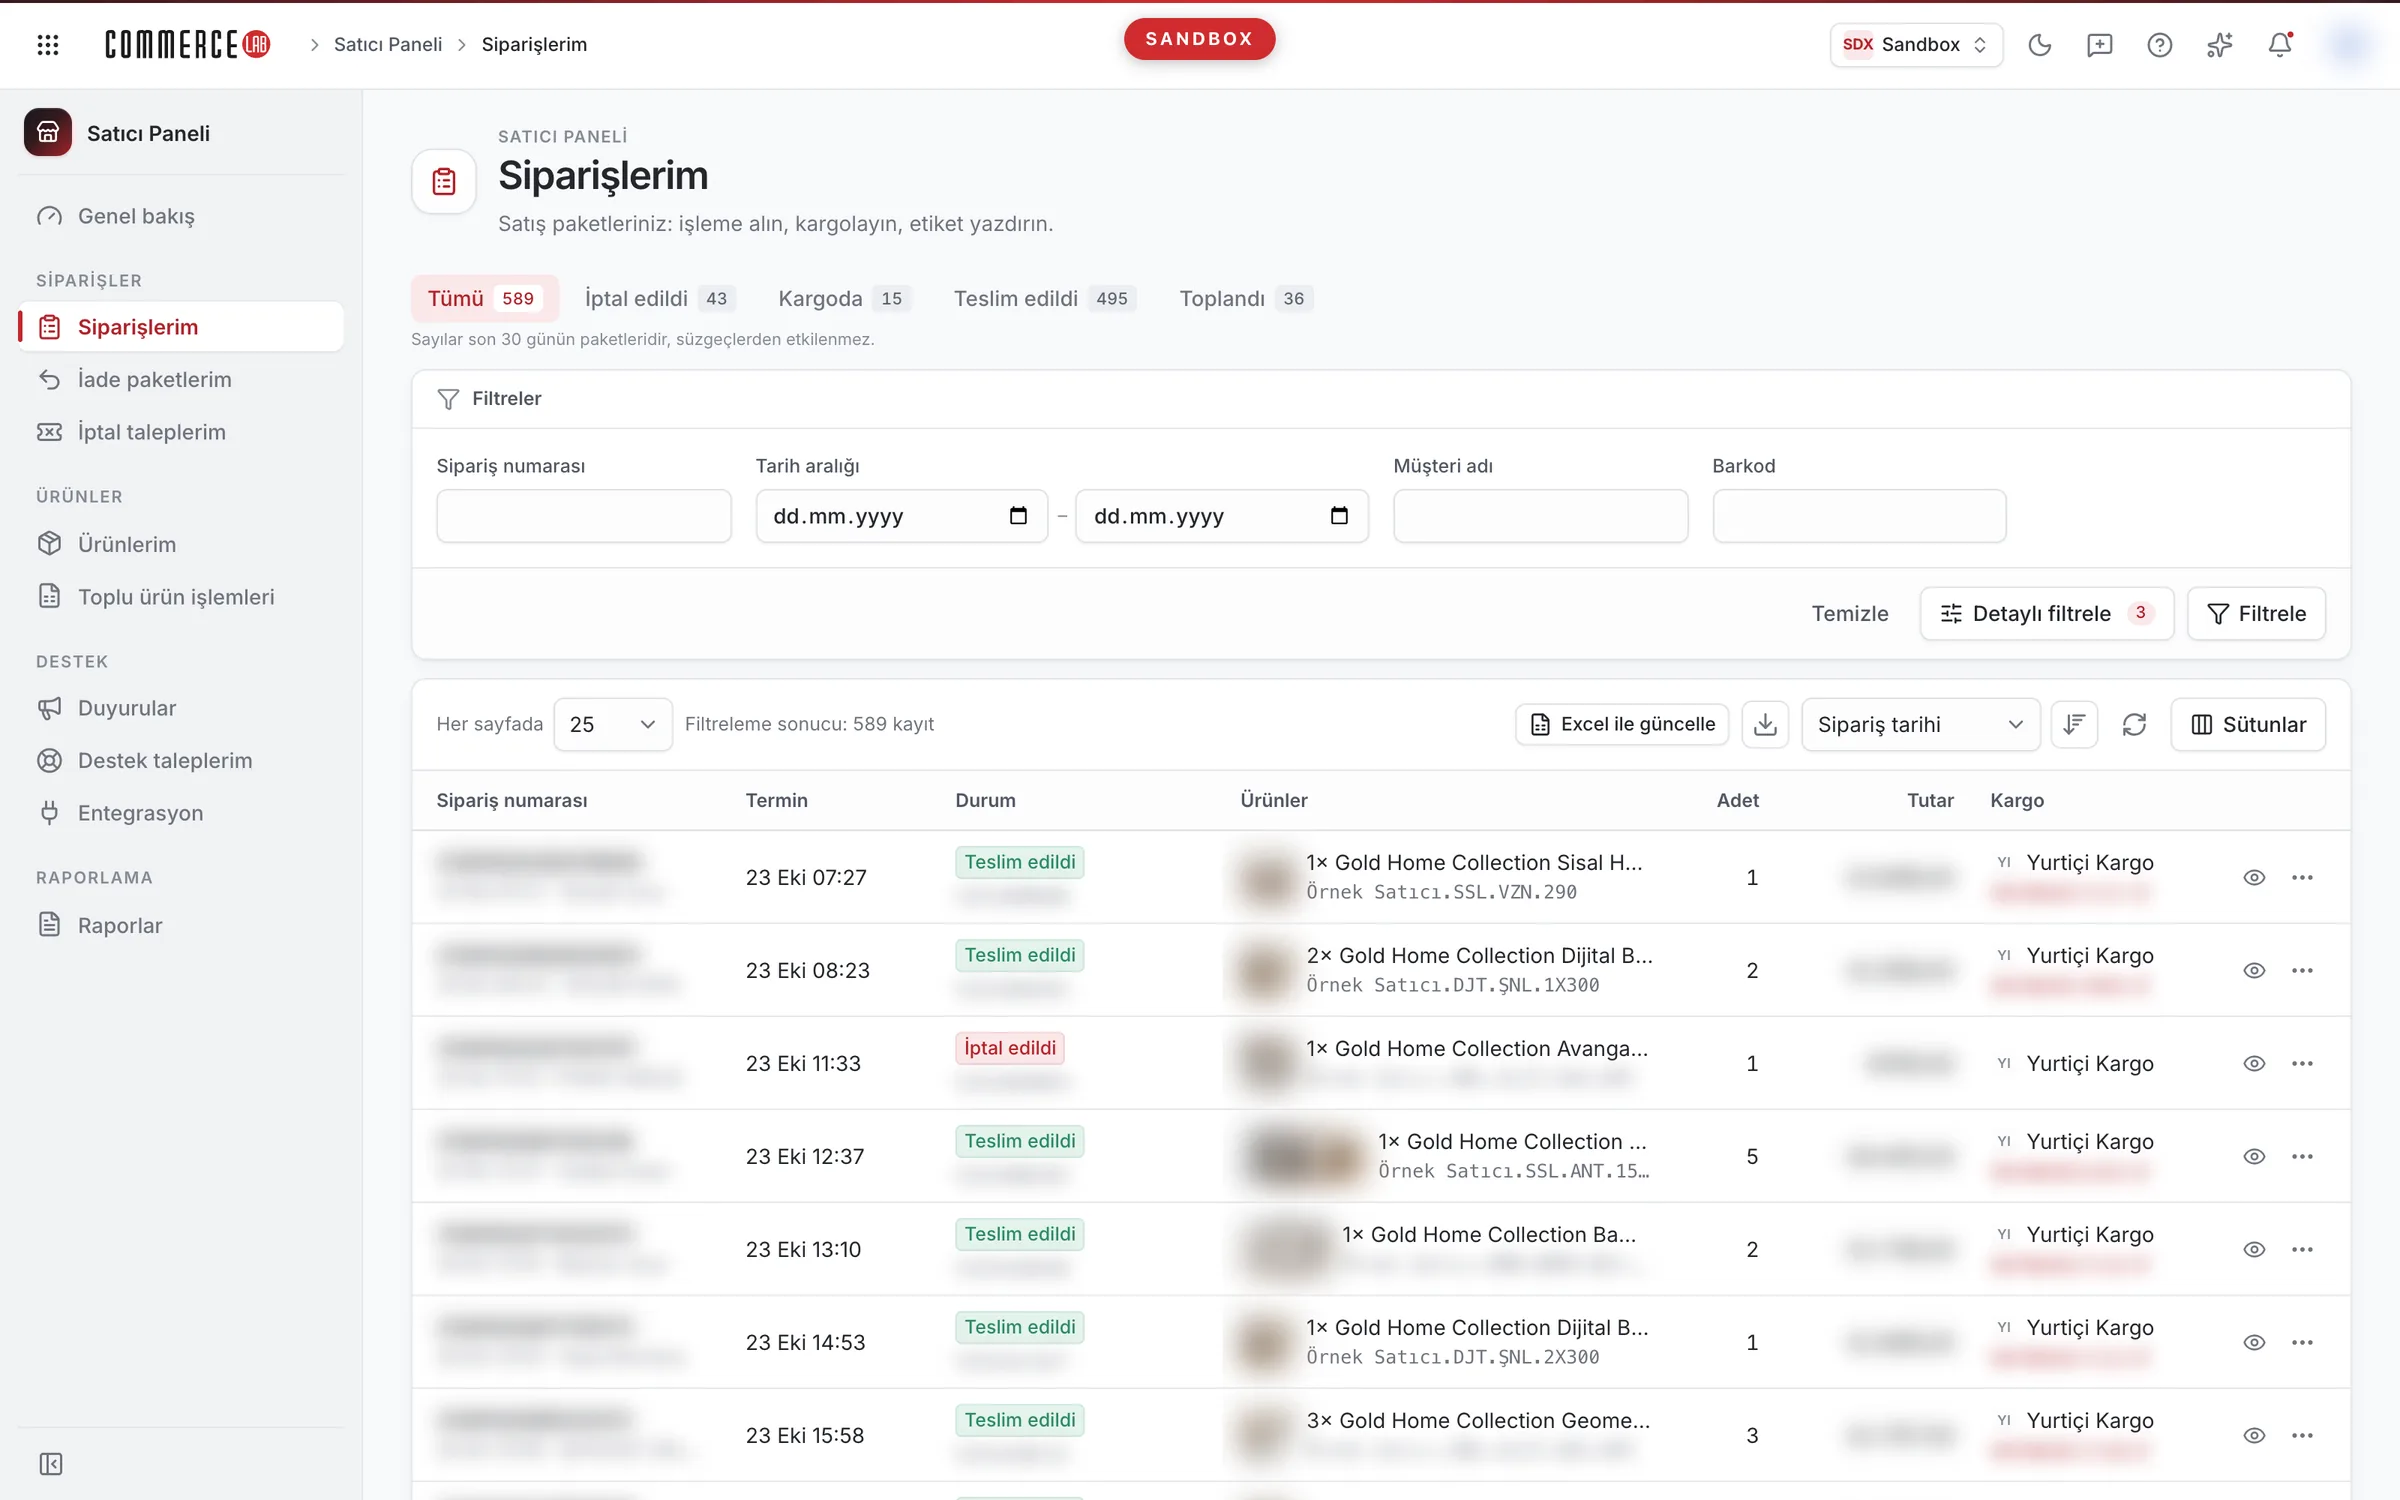 COMMERCE LAB
Satıcı Paneli
Siparişlerim
SANDBOX
SDX Sandbox
Satıcı Paneli
Genel bakış
SİPARİŞLER
Siparişlerim
İade paketlerim
İptal taleplerim
ÜRÜNLER
Ürünlerim
Toplu ürün işlemleri
DESTEK
Duyurular
Destek taleplerim
Entegrasyon
RAPORLAMA
Raporlar
SATICI PANELİ
Siparişlerim
Satış paketleriniz: işleme alın, kargolayın, etiket yazdırın.
Tümü 589 İptal edildi 43 Kargoda 15 Teslim edildi 495 Toplandı 36
Sayılar son 30 günün paketleridir, süzgeçlerden etkilenmez.
Filtreler
Sipariş numarası Tarih aralığı Müşteri adı Barkod
dd.mm.yyyy – dd.mm.yyyy
Temizle Detaylı filtrele 3 Filtrele
Her sayfada 25 Filtreleme sonucu: 589 kayıt Excel ile güncelle Sipariş tarihi Sütunlar
Sipariş numarası Termin Durum Ürünler Adet Tutar Kargo
23 Eki 07:27 Teslim edildi 1× Gold Home Collection Sisal H... 1 YI Yurtiçi Kargo
Örnek Satıcı.SSL.VZN.290
23 Eki 08:23 Teslim edildi 2× Gold Home Collection Dijital B... 2 YI Yurtiçi Kargo
Örnek Satıcı.DJT.ŞNL.1X300
23 Eki 11:33 İptal edildi 1× Gold Home Collection Avanga... 1 YI Yurtiçi Kargo
23 Eki 12:37 Teslim edildi 1× Gold Home Collection ... 5 YI Yurtiçi Kargo
Örnek Satıcı.SSL.ANT.15...
23 Eki 13:10 Teslim edildi 1× Gold Home Collection Ba... 2 YI Yurtiçi Kargo
23 Eki 14:53 Teslim edildi 1× Gold Home Collection Dijital B... 1 YI Yurtiçi Kargo
Örnek Satıcı.DJT.ŞNL.2X300
23 Eki 15:58 Teslim edildi 3× Gold Home Collection Geome... 3 YI Yurtiçi Kargo